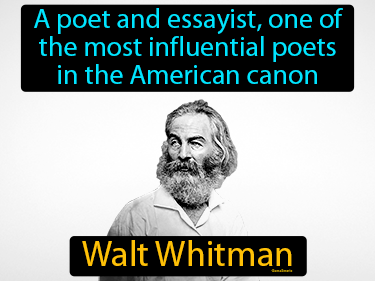 A poet and essayist, one of
the most influential poets
in the American canon
Walt Whitman